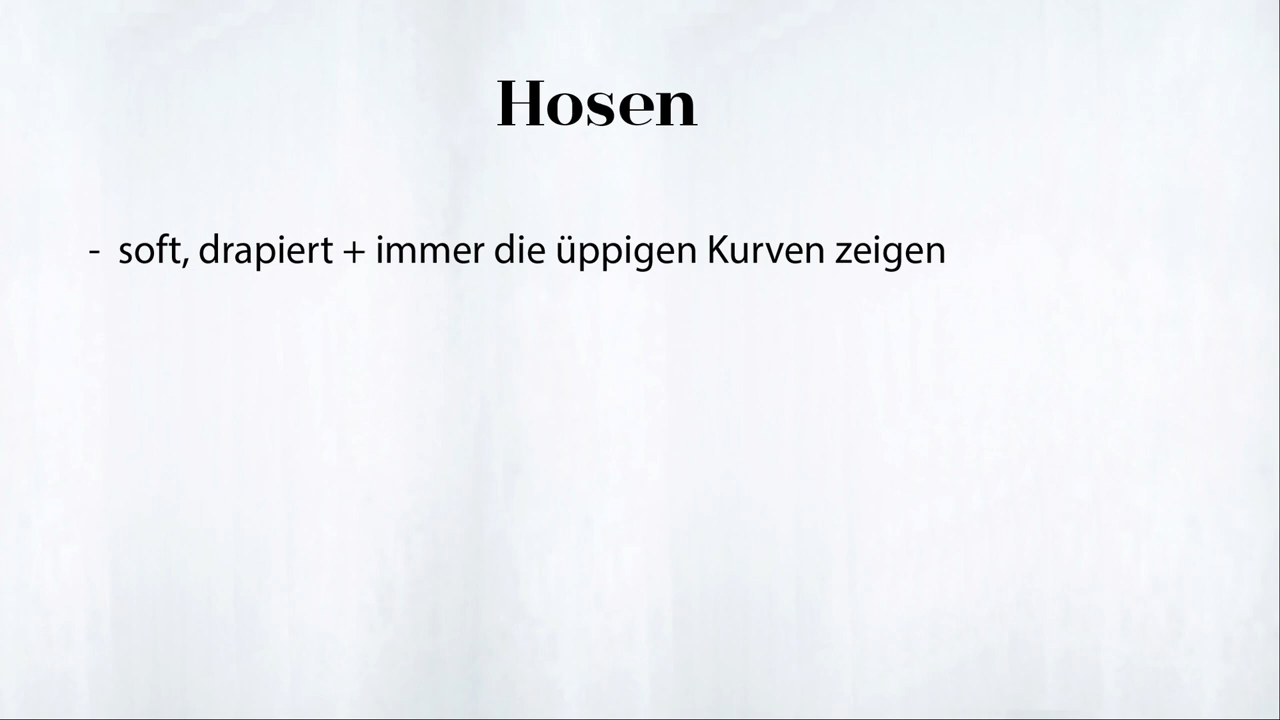 Hosen
- soft, drapiert + immer die üppigen Kurven zeigen